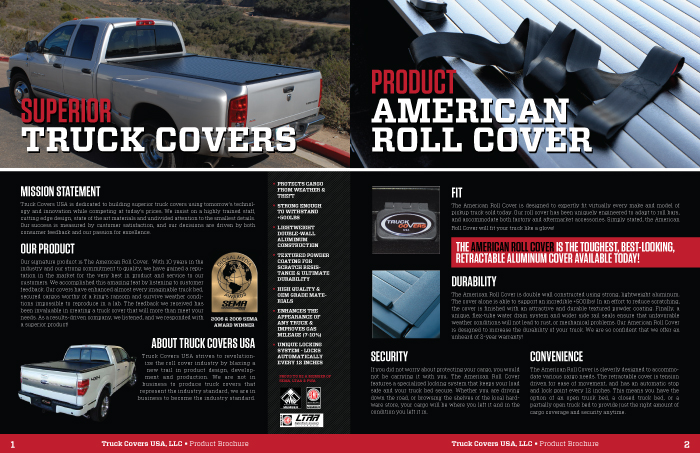 SUPERIOR
TRUCK COVERS
MISSION STATEMENT
Truck Covers USA is dedicated to building superior truck covers using tomorrow's technol-
ogy and innovation while competing at today's prices. We insist on a highly trained staff,
cutting edge design, state of the art materials and undivided attention to the smallest details.
Our success is measured by customer satisfaction, and our decisions are driven by both
consumer feedback and our passion for excellence.
OUR PRODUCT
Our signature product is The American Roll Cover. With 10 years in the
industry and our strong commitment to quality, we have gained a repu-
tation in the market for the very best in product and service to our
customers. We accomplished this amazing feat by listening to customer
feedback. Our covers have enhanced almost every imaginable truck bed,
secured cargos worthy of a king's ransom and survive weather condi-
tions impossible to reproduce in a lab. The feedback we received has
been invaluable in creating a truck cover that will more than meet your
needs. As a results-driven company, we listened, and we responded with
a superior product!
SEMA
2008 & 2009 SEMA
AWARD WINNER
ABOUT TRUCK COVERS USA
Truck Covers USA strives to revolution-
ize the roll cover industry by blazing a
new trail in product design, develop-
ment and production. We are not in
business to produce truck covers that
represent the industry standard, we are in
business to become the industry standard.
• PROTECTS CARGO
FROM WEATHER &
THEFT
• STRONG ENOUGH
TO WITHSTAND
+500LBS
• LIGHTWEIGHT
DOUBLE-WALL
ALUMINUM
CONSTRUCTION
• TEXTURED POWDER
COATING FOR
SCRATCH RESIS-
TANCE & ULTIMATE
DURABILITY
• HIGH QUALITY &
OEM GRADE MATE-
RIALS
• ENHANCES THE
APPEARANCE OF
ANY TRUCK &
IMPROVES GAS
MILEAGE (7-10%)
• UNIQUE LOCKING
SYSTEM - LOCKS
AUTOMATICALLY
EVERY 12 INCHES
LTAA
1
Truck Covers USA, LLC • Product Brochure
PRODUCT
AMERICAN
ROLL COVER
TRUCK
COVERS
USA
FIT
The American Roll Cover is designed to expertly fit virtually every make and model of
pickup truck sold today. Our roll cover has been uniquely engineered to adapt to rail bars,
and accommodate both factory and aftermarket accessories. Simply stated, the American
Roll Cover will fit your truck like a glove!
THE AMERICAN ROLL COVER IS THE TOUGHEST, BEST-LOOKING,
RETRACTABLE ALUMINUM COVER AVAILABLE TODAY!
DURABILITY
The American Roll Cover is double wall constructed using strong, lightweight aluminum.
The cover alone is able to support an incredible +500lbs! In an effort to reduce scratching,
the cover is finished with an attractive and durable textured powder coating. Finally, a
unique, five-tube water drain system and wider side rail seals ensure that unfavorable
weather conditions will not lead to rust, or mechanical problems. Our American Roll Cover
is designed to increase the durability of your truck. We are so confident that we offer an
unheard of 3-year warranty!
SECURITY
If you did not worry about protecting your cargo, you would
not be carrying it with you. The American Roll Cover
features a specialized locking system that keeps your load
safe and your truck bed secure. Whether you are driving
down the road, or browsing the shelves of the local hard-
ware store, your cargo will be where you left it and in the
condition you left it in.
CONVENIENCE
The American Roll Cover is cleverly designed to accommo-
date various cargo needs. The retractable cover is tension
driven for ease of movement, and has an automatic stop
and lock point every 12 inches. This means you have the
option of an open truck bed, a closed truck bed, or a
partially open truck bed to provide just the right amount of
cargo coverage and security anytime.
Truck Covers USA, LLC • Product Brochure
2